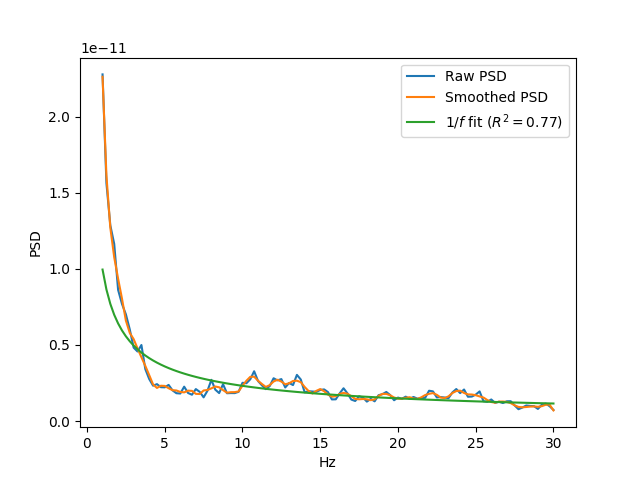 1e−11
Raw PSD
Smoothed PSD
1/f fit (R² = 0.77)
2.0
1.5
1.0
0.5
0.0
PSD
0 5 10 15 20 25 30
Hz